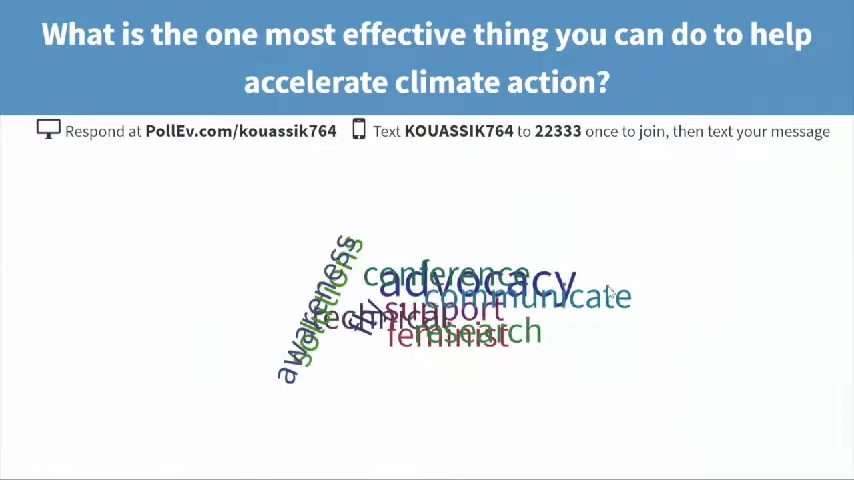 What is the one most effective thing you can do to help
accelerate climate action?
Respond at PollEv.com/kouassik764 Text KOUASSIK764 to 22333 once to join, then text your message
awareness
solutions
conference
advocacy
communicate
support
technical
research
feminist